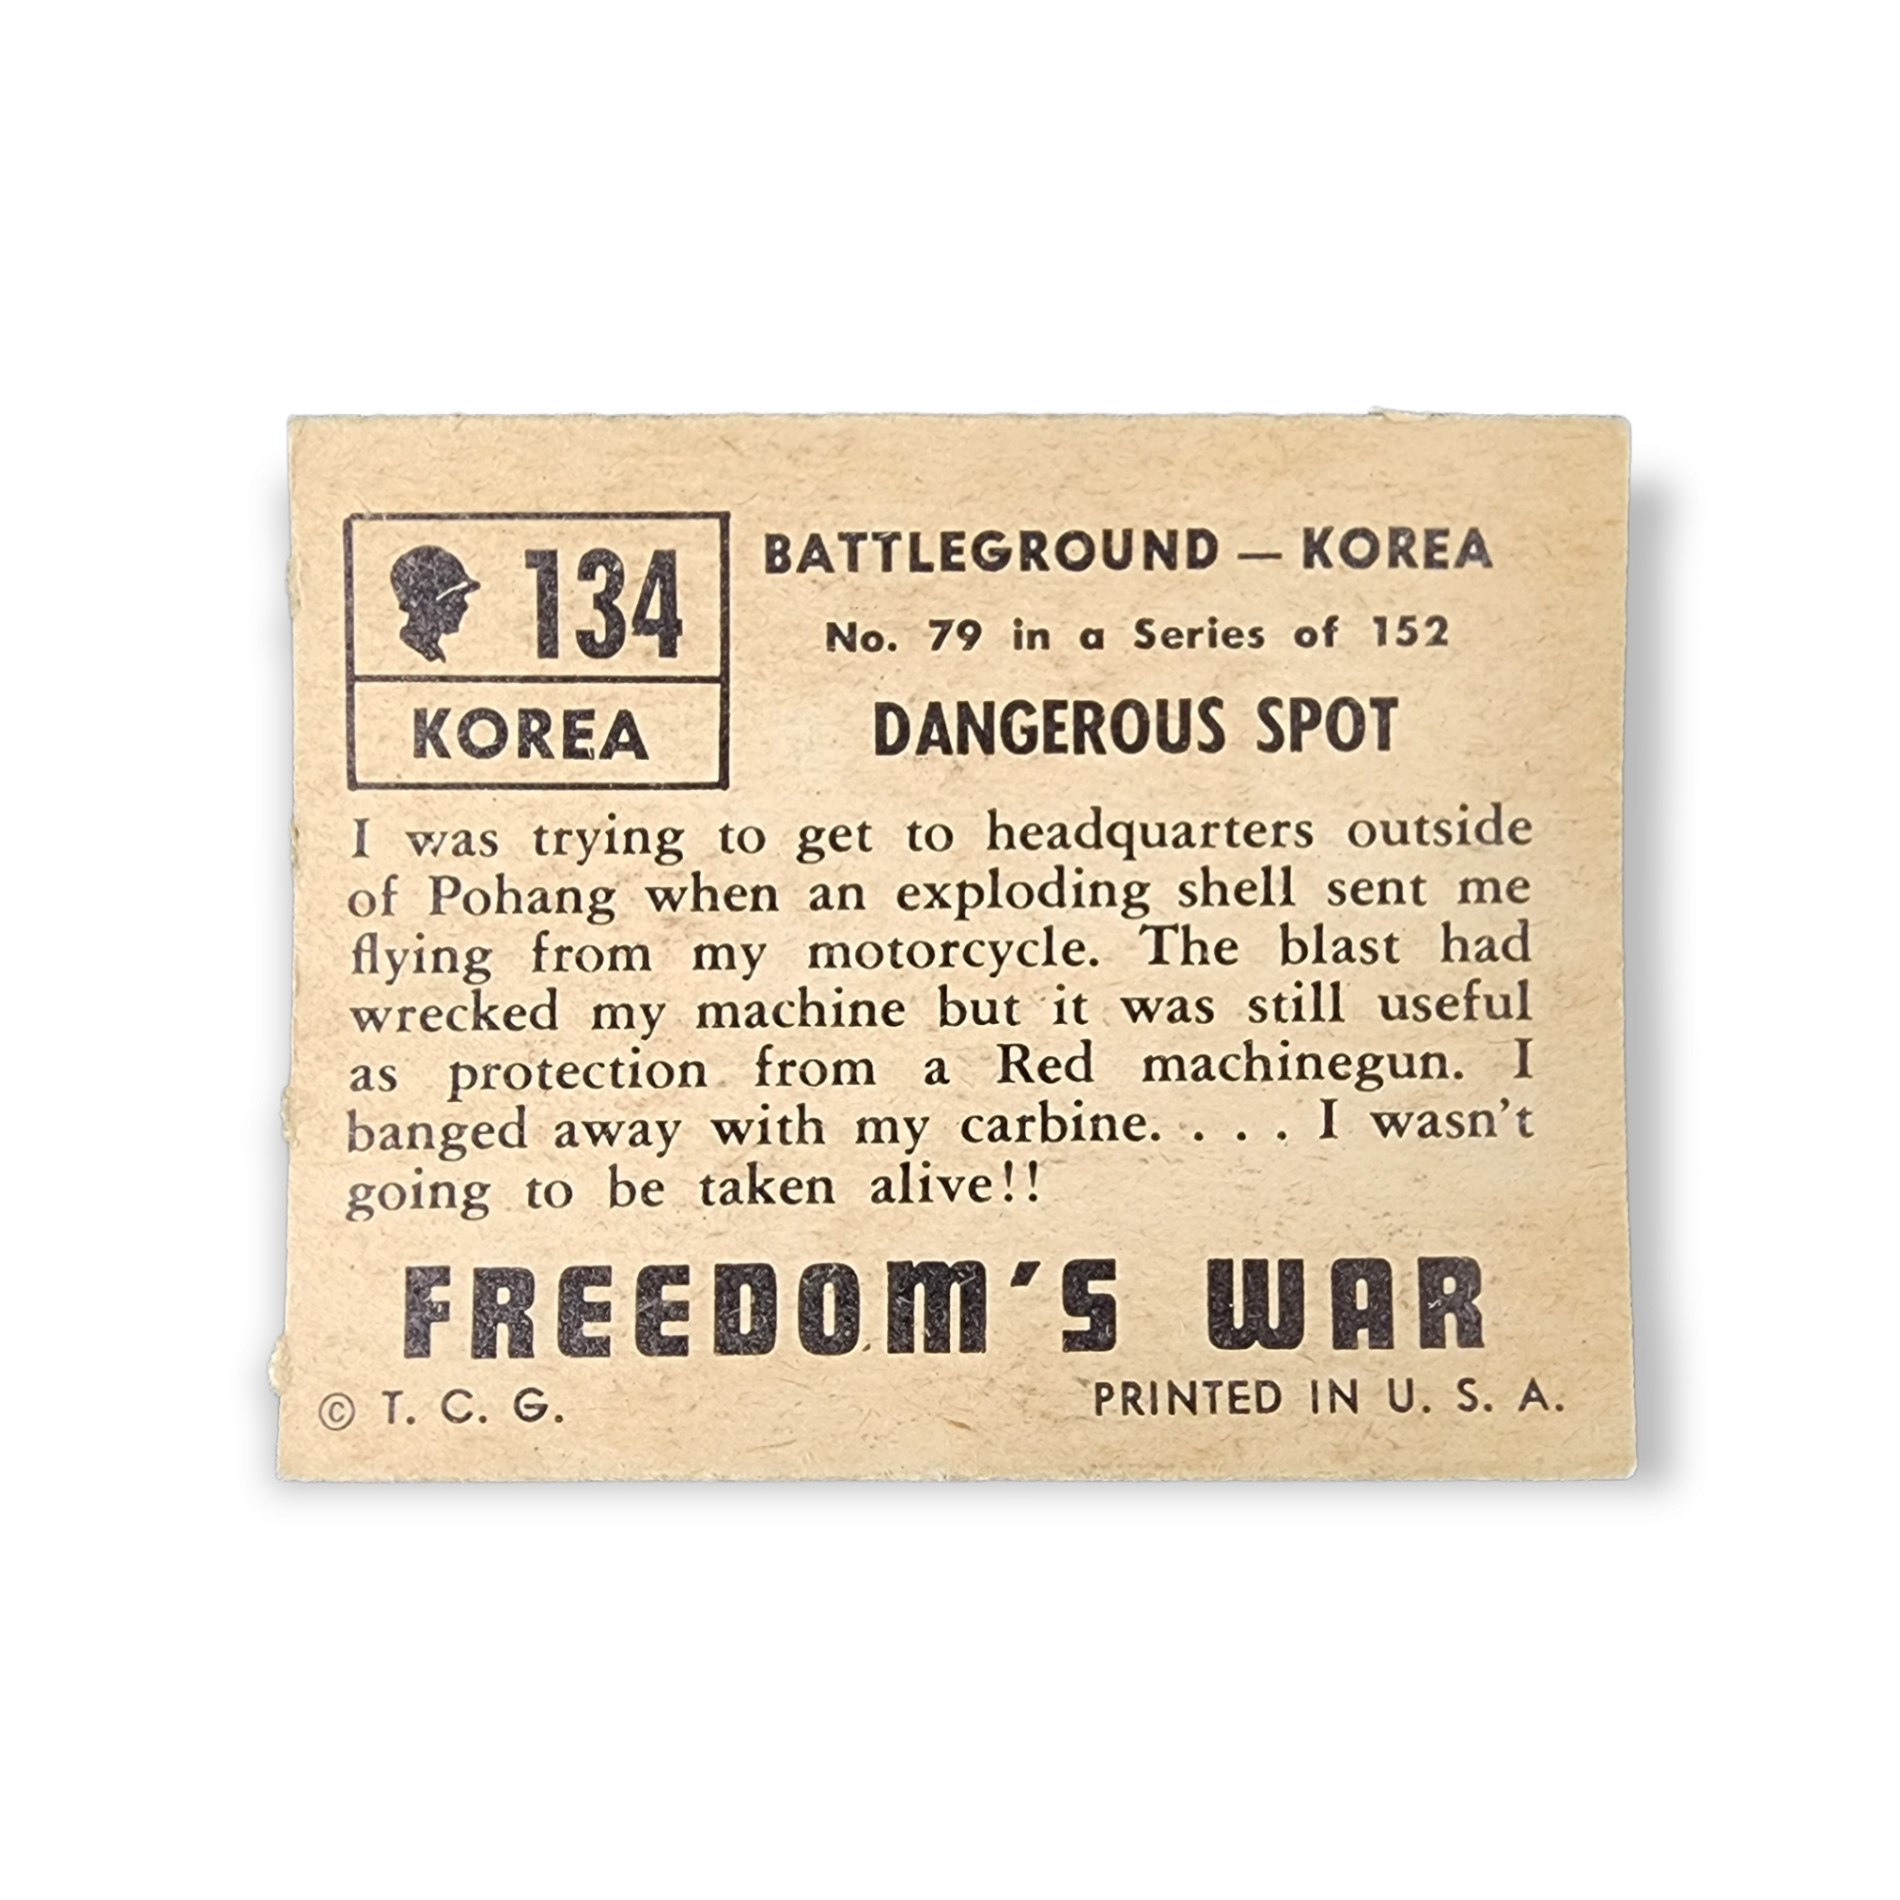 134
KOREA
BATTLEGROUND — KOREA
No. 79 in a Series of 152
DANGEROUS SPOT
I was trying to get to headquarters outside
of Pohang when an exploding shell sent me
flying from my motorcycle. The blast had
wrecked my machine but it was still useful
as protection from a Red machinegun. I
banged away with my carbine. . . . I wasn't
going to be taken alive!!
FREEDOM'S WAR
© T. C. G.
PRINTED IN U. S. A.